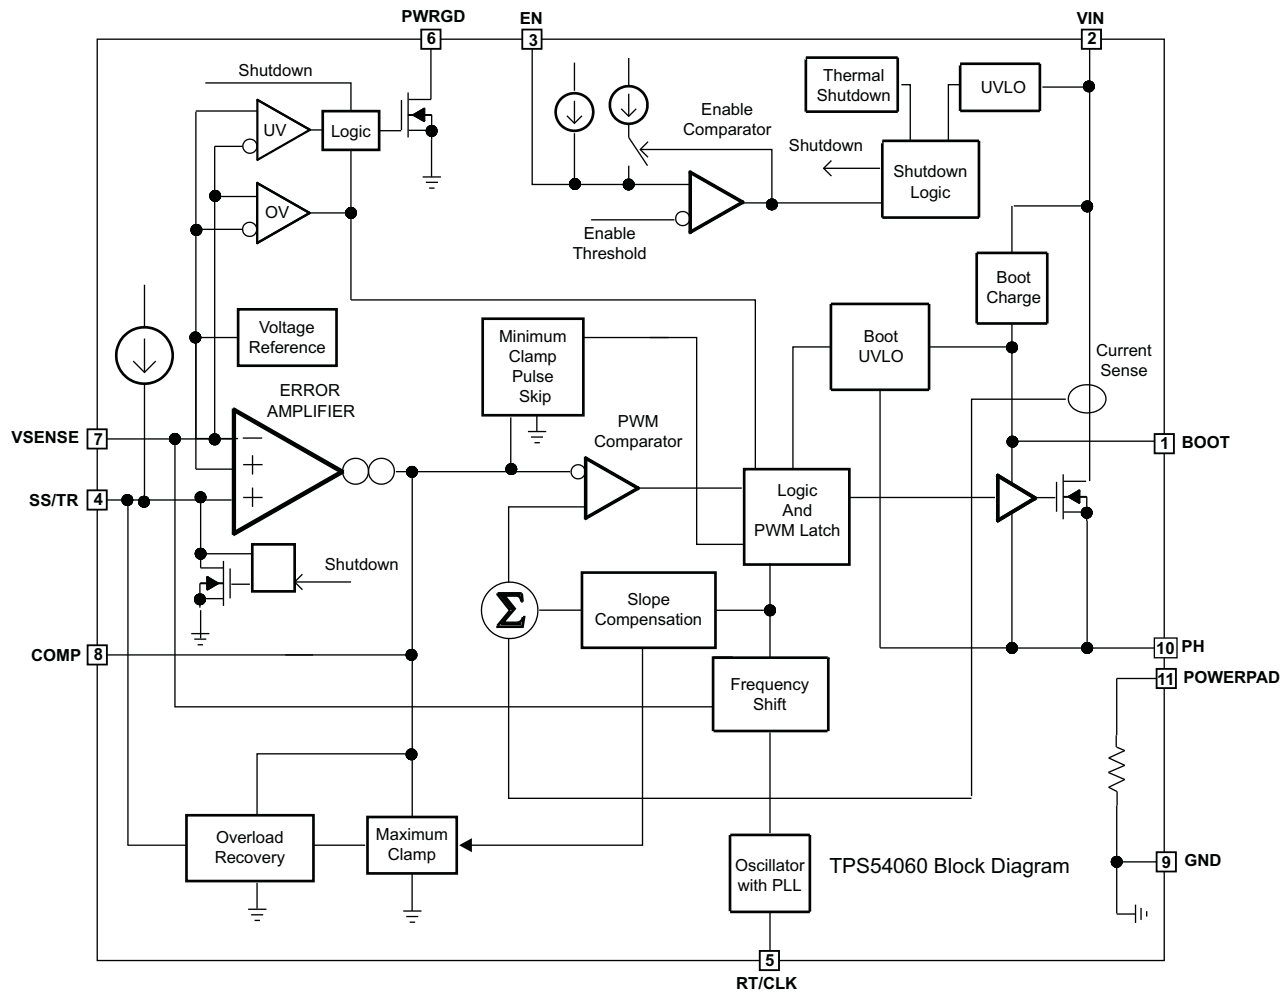 PWRGD
6
EN
3
VIN
2
Shutdown
UV
Logic
OV
Enable
Comparator
Enable
Threshold
Thermal
Shutdown
UVLO
Shutdown
Shutdown
Logic
Boot
Charge
Voltage
Reference
Minimum
Clamp
Pulse
Skip
Boot
UVLO
Current
Sense
ERROR
AMPLIFIER
PWM
Comparator
VSENSE
7
−
+
+
SS/TR
4
1
BOOT
Logic
And
PWM Latch
Shutdown
Σ
Slope
Compensation
COMP
8
10
PH
11
POWERPAD
Frequency
Shift
Overload
Recovery
Maximum
Clamp
Oscillator
with PLL
TPS54060 Block Diagram
9
GND
5
RT/CLK